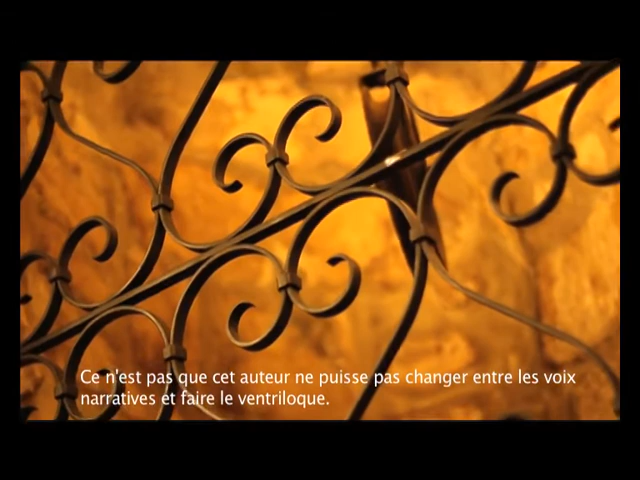 Ce n'est pas que cet auteur ne puisse pas changer entre les voix
narratives et faire le ventriloque.